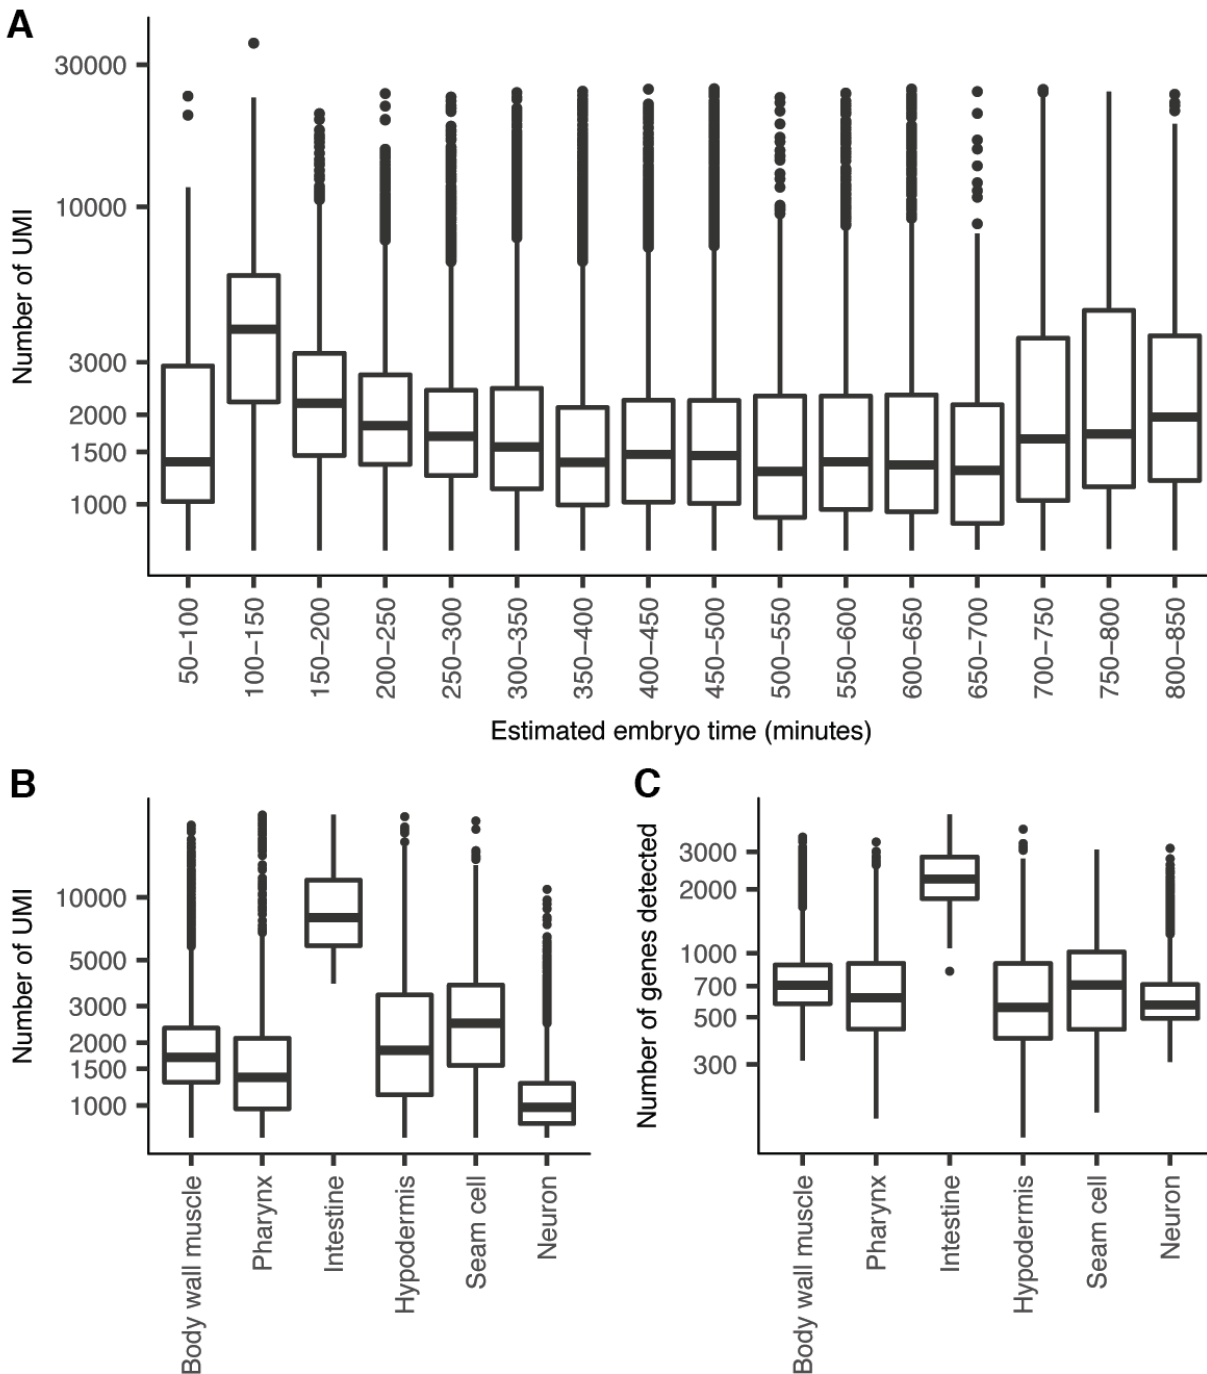 A
Number of UMI
30000
10000
3000
2000
1500
1000
50–100
100–150
150–200
200–250
250–300
300–350
350–400
400–450
450–500
500–550
550–600
600–650
650–700
700–750
750–800
800–850
Estimated embryo time (minutes)
B
Number of UMI
10000
5000
3000
2000
1500
1000
Body wall muscle
Pharynx
Intestine
Hypodermis
Seam cell
Neuron
C
Number of genes detected
3000
2000
1000
700
500
300
Body wall muscle
Pharynx
Intestine
Hypodermis
Seam cell
Neuron